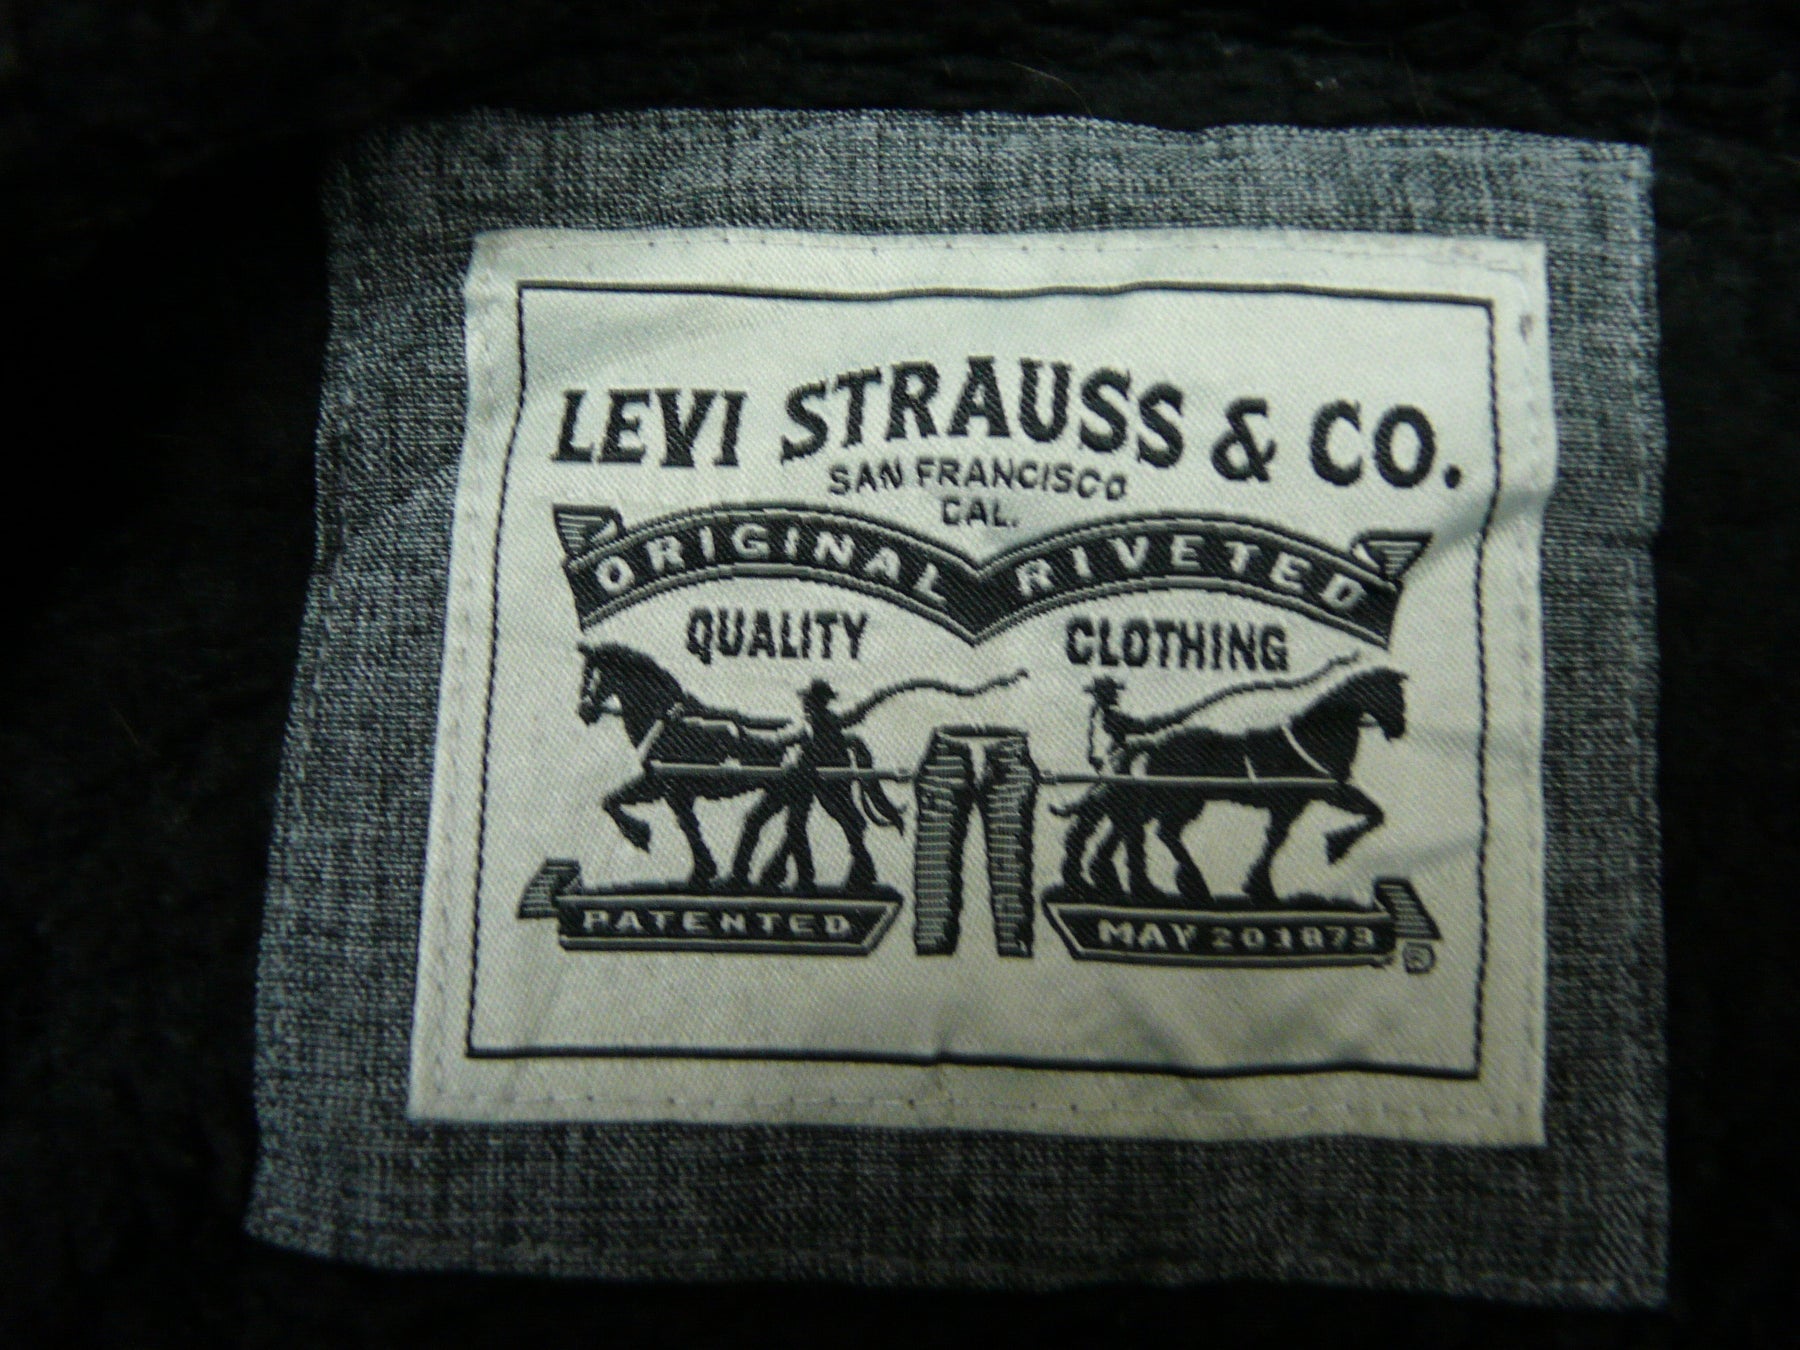 LEVI STRAUSS & CO.
SAN FRANCISCO
CAL.
ORIGINAL RIVETED
QUALITY CLOTHING
PATENTED MAY 20 1873
®